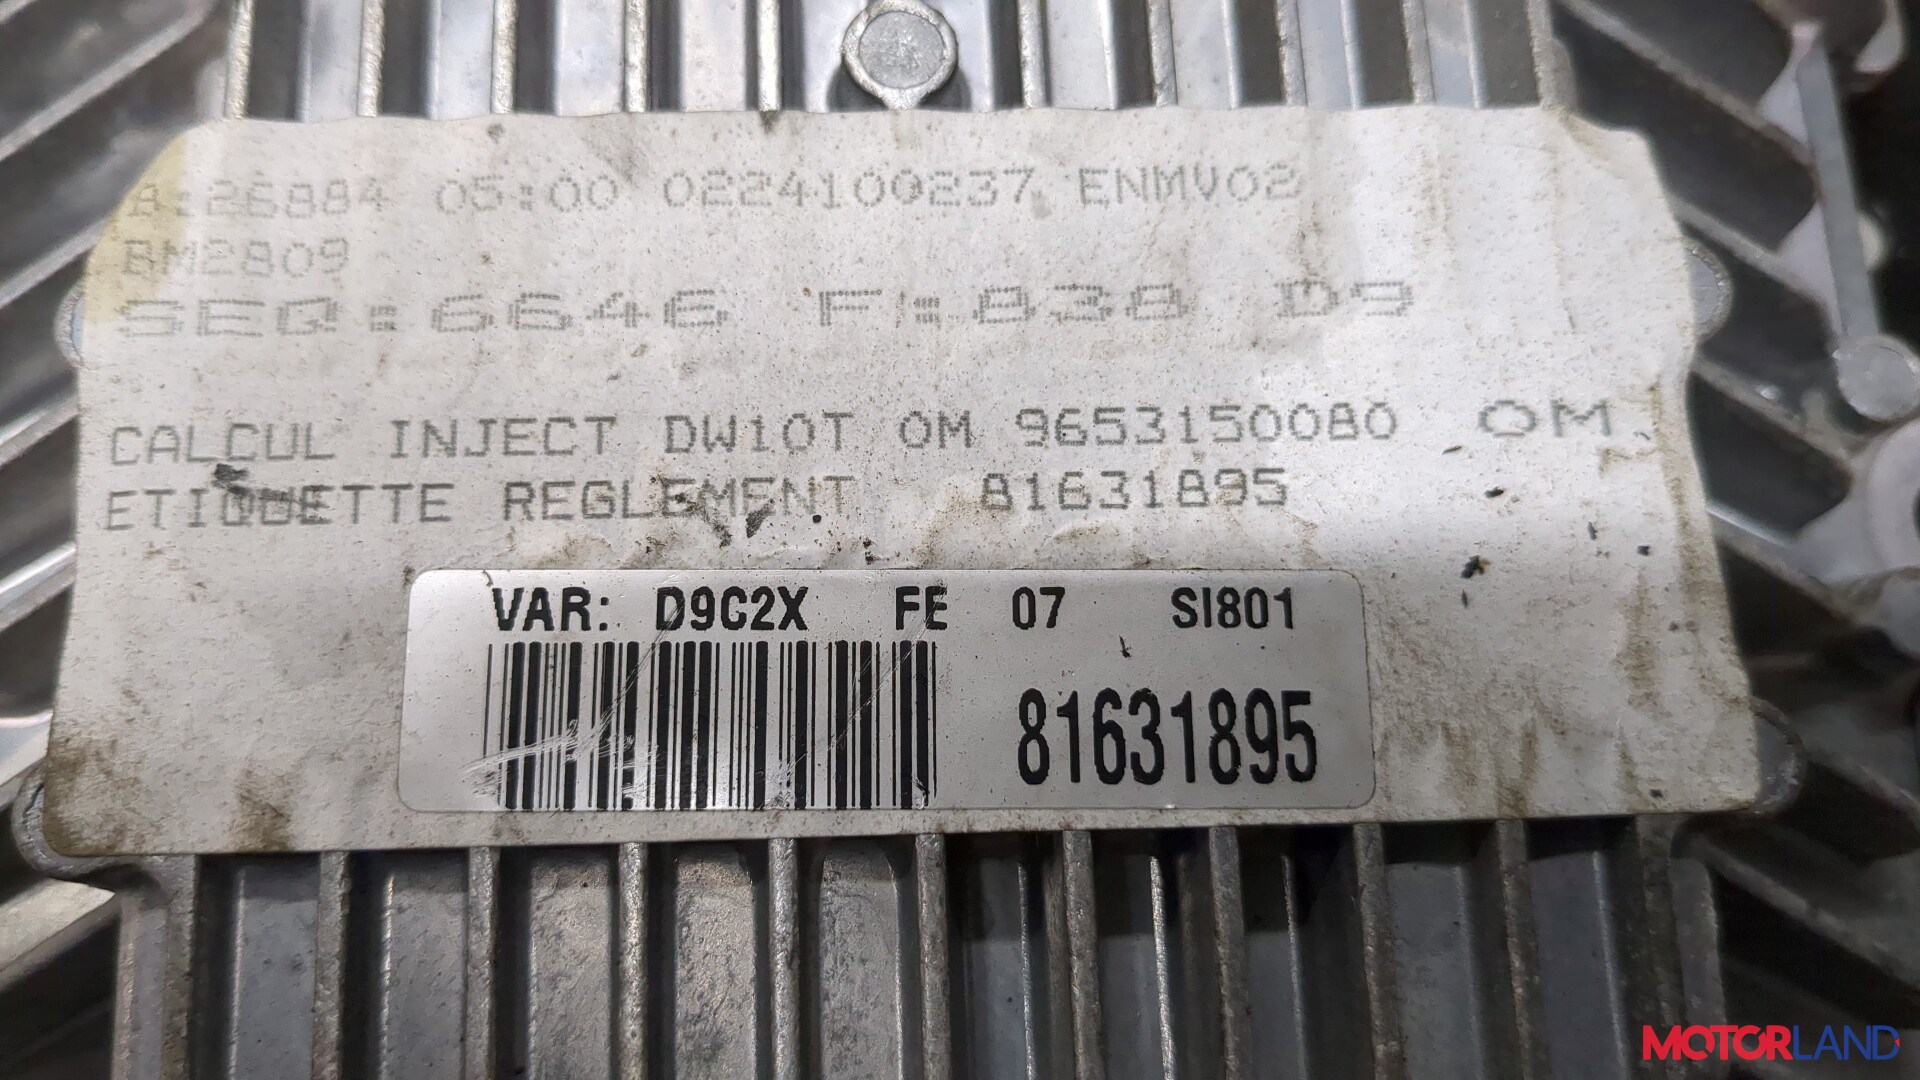 A:26884 05:00 0224100237 ENMV02
BM2809
SEQ:6646 F:838 D9
CALCUL INJECT DW10T OM 9653150080 OM
ETIQUETTE REGLEMENT 81631895
VAR: D9C2X FE 07 SI801
81631895
MOTORLAND